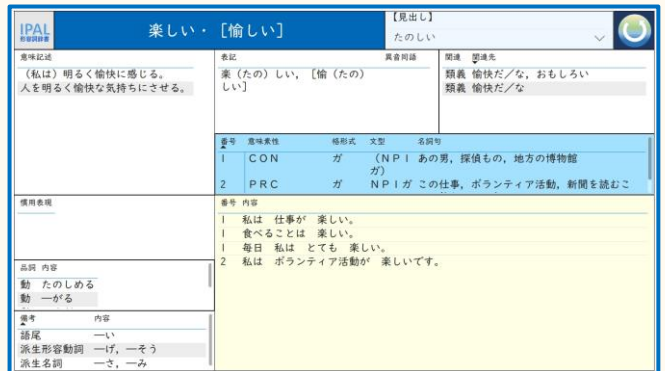 IPAL
形容詞辞書
楽しい・［愉しい］
【見出し】
たのしい
意味記述
（私は）明るく愉快に感じる。
人を明るく愉快な気持ちにさせる。
表記
異音同語
楽（たの）しい，［愉（たの）
しい］
関連 関連先
類義 愉快だ／な，おもしろい
類義 愉快だ／な
番号 意味素性 格形式 文型 名詞句
1 CON ガ （NP1 あの男，探偵もの，地方の博物館
ガ）
2 PRC ガ NP1ガ この仕事，ボランティア活動，新聞を読むこ
慣用表現
番号 内容
1 私は 仕事が 楽しい。
1 食べることは 楽しい。
1 毎日 私は とても 楽しい。
2 私は ボランティア活動が 楽しいです。
品詞 内容
動 たのしめる
動 ―がる
備考 内容
語尾 ―い
派生形容動詞 ―げ，―そう
派生名詞 ―さ，―み